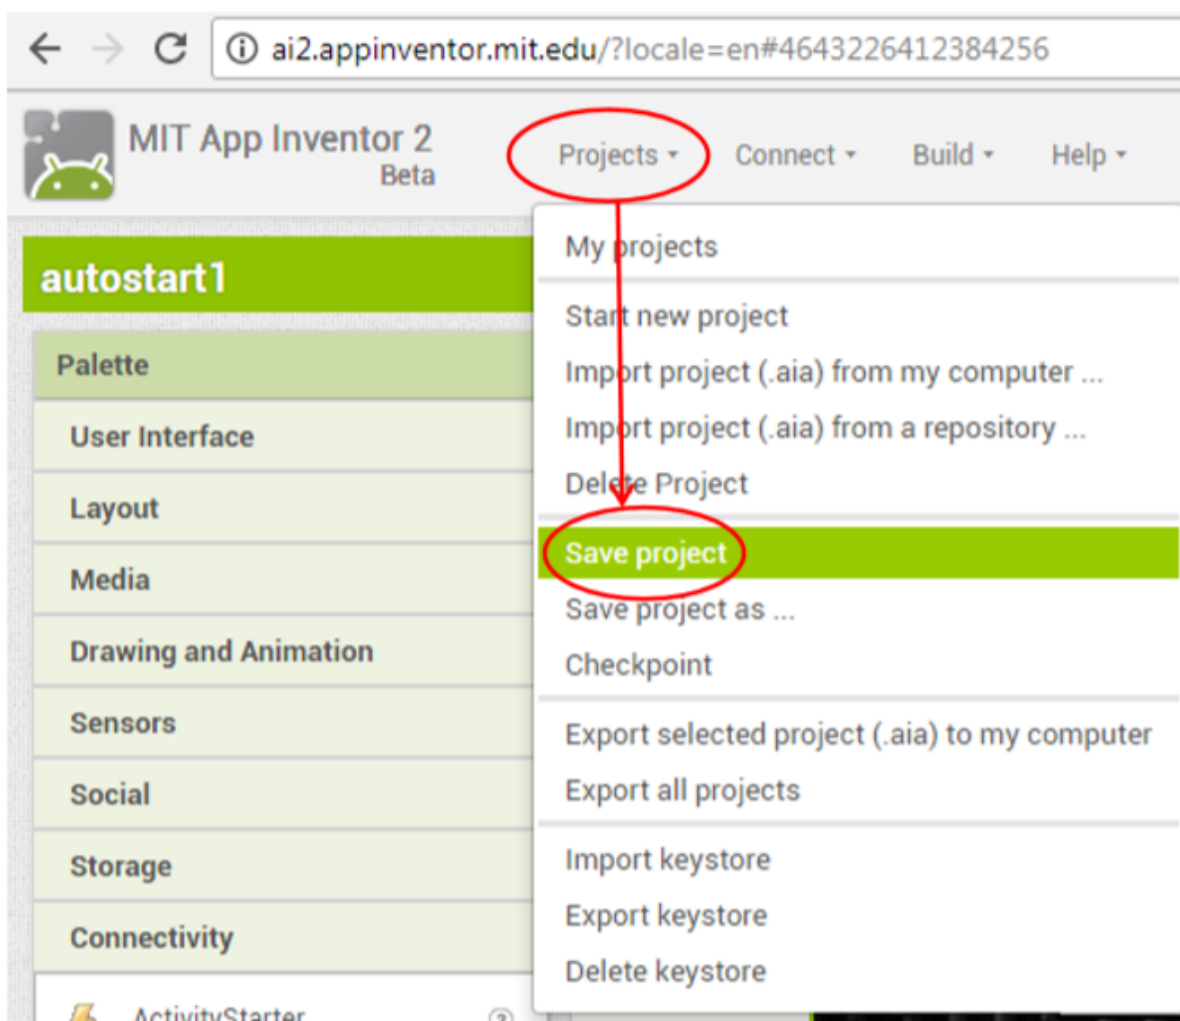 ai2.appinventor.mit.edu/?locale=en#4643226412384256
MIT App Inventor 2
Beta
Projects
Connect
Build
Help
autostart1
Palette
User Interface
Layout
Media
Drawing and Animation
Sensors
Social
Storage
Connectivity
ActivityStarter
My projects
Start new project
Import project (.aia) from my computer ...
Import project (.aia) from a repository ...
Delete Project
Save project
Save project as ...
Checkpoint
Export selected project (.aia) to my computer
Export all projects
Import keystore
Export keystore
Delete keystore